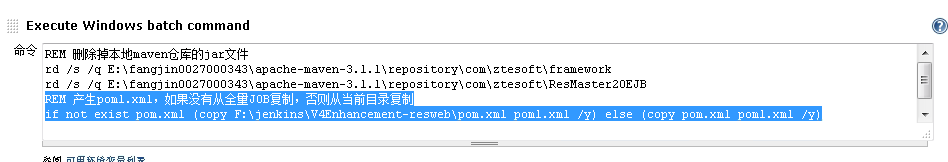 Execute Windows batch command
命令
REM 删除掉本地maven仓库的jar文件
rd /s /q E:\fangjin0027000343\apache-maven-3.1.1\repository\com\ztesoft\framework
rd /s /q E:\fangjin0027000343\apache-maven-3.1.1\repository\com\ztesoft\ResMaster20EJB
REM 产生pom1.xml，如果没有从全量JOB复制，否则从当前目录复制
if not exist pom.xml (copy F:\jenkins\V4Enhancement-resweb\pom.xml pom1.xml /y) else (copy pom.xml pom1.xml /y)